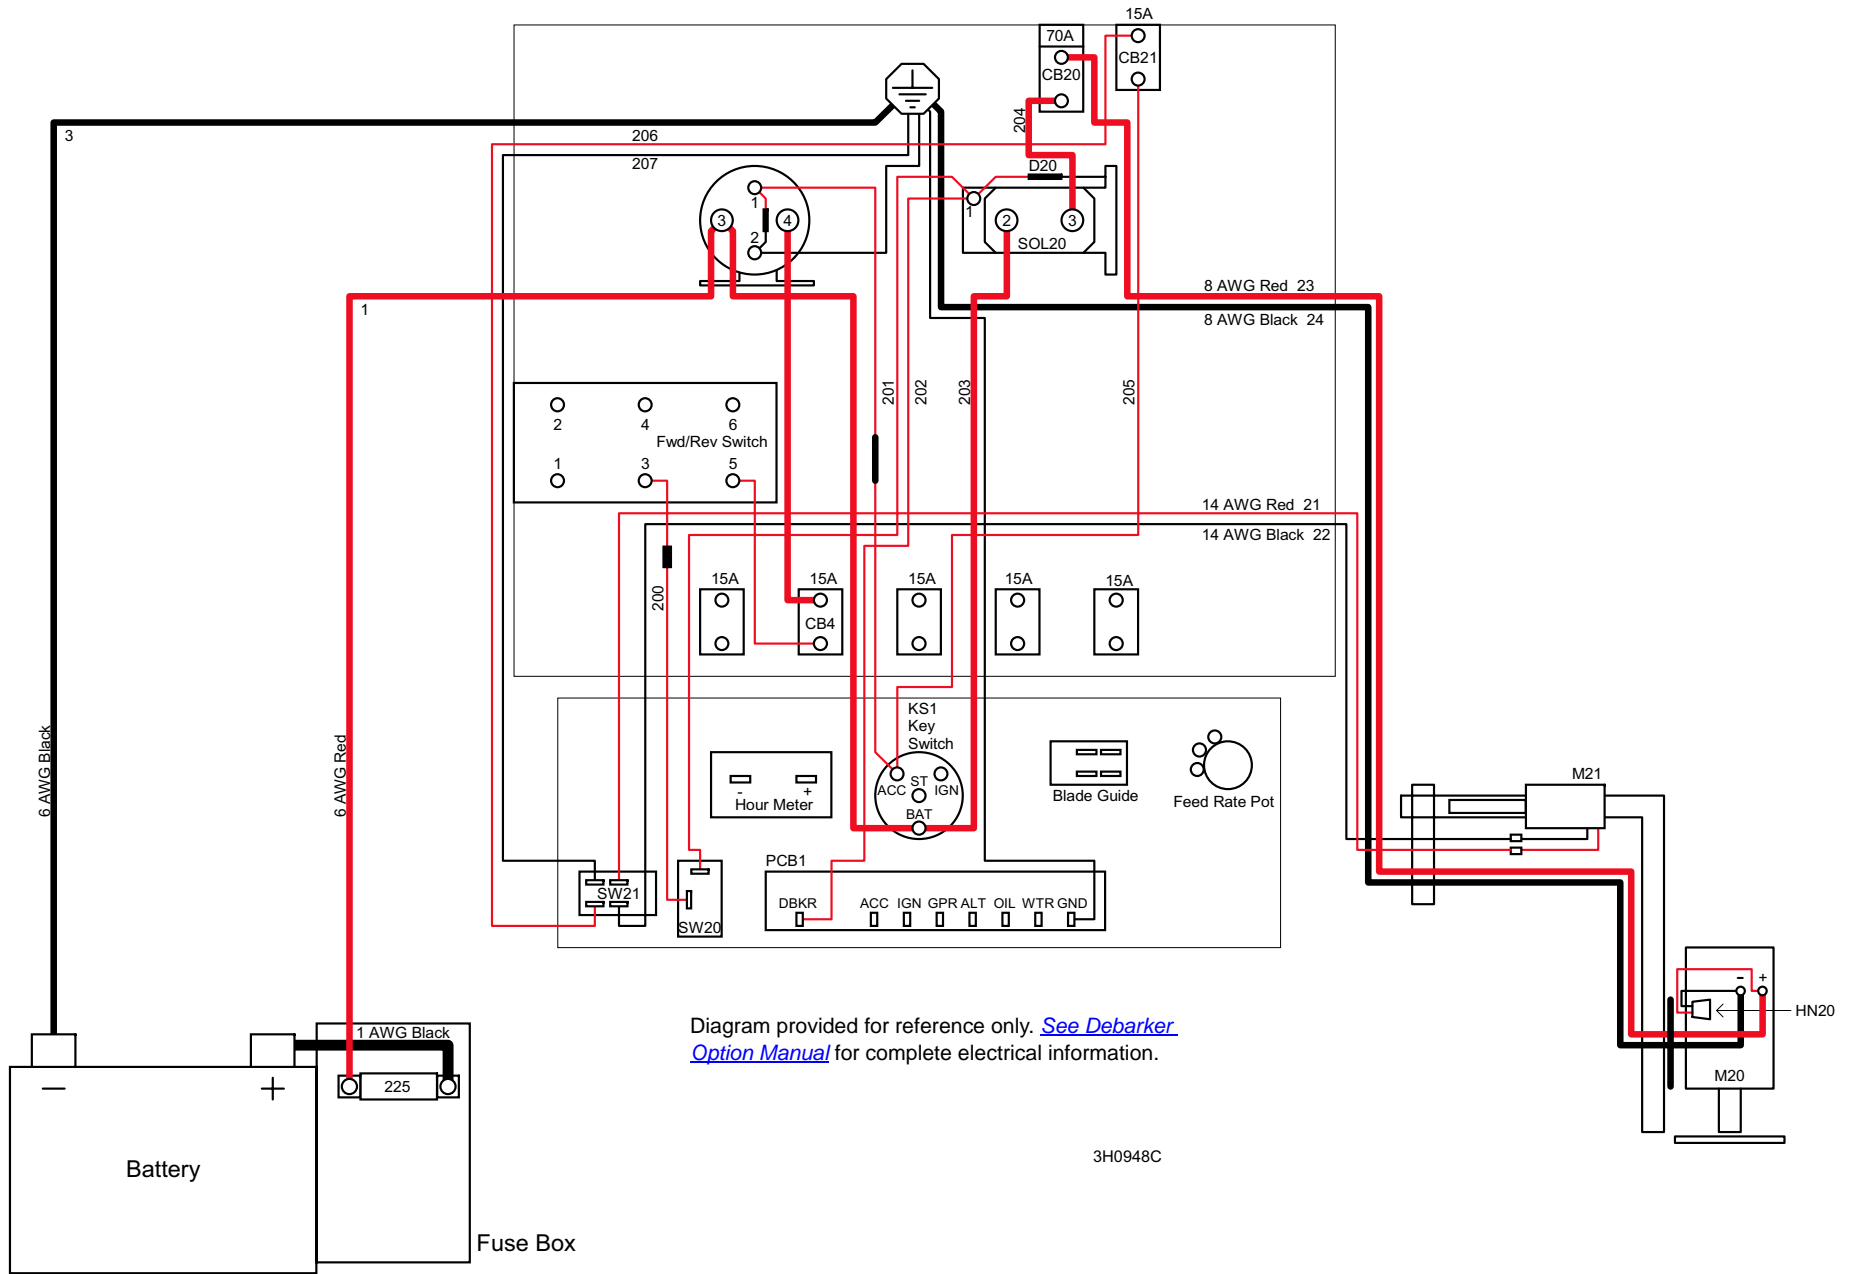 15A
70A
CB21
CB20
204
3
206
207
D20
1
3
4
2
1
2
3
SOL20
1
8 AWG Red 23
8 AWG Black 24
201
202
203
205
2
4
6
Fwd/Rev Switch
1
3
5
14 AWG Red 21
14 AWG Black 22
200
15A
15A
15A
15A
15A
CB4
KS1
Key
Switch
ACC
ST
IGN
BAT
- +
Hour Meter
Blade Guide
Feed Rate Pot
6 AWG Black
6 AWG Red
M21
PCB1
SW21
SW20
DBKR
ACC
IGN
GPR
ALT
OIL
WTR
GND
- +
HN20
M20
1 AWG Black
225
— +
Battery
Fuse Box
Diagram provided for reference only. See Debarker
Option Manual for complete electrical information.
3H0948C